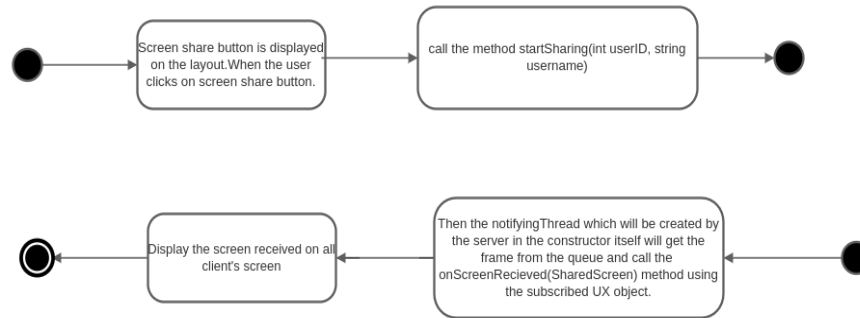 Screen share button is displayed
on the layout.When the user
clicks on screen share button.
call the method startSharing(int userID, string
username)
Display the screen received on all
client's screen
Then the notifyingThread which will be created by
the server in the constructor itself will get the
frame from the queue and call the
onScreenRecieved(SharedScreen) method using
the subscribed UX object.